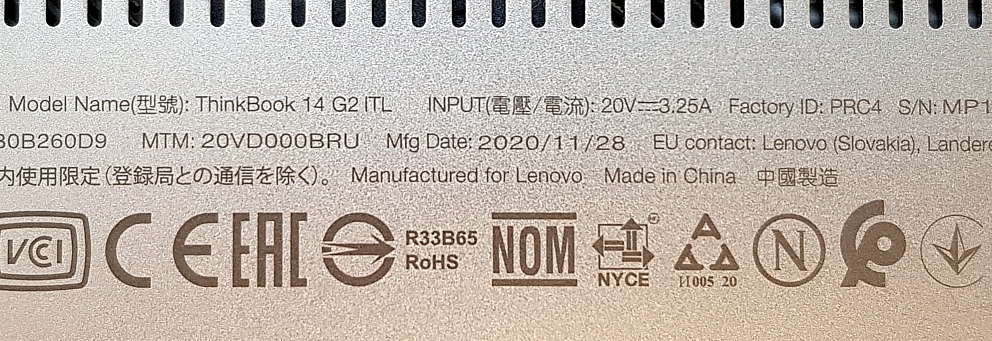 Model Name(型號): ThinkBook 14 G2 ITL INPUT(電壓/電流): 20V⎓3.25A Factory ID: PRC4 S/N: MP1
30B260D9 MTM: 20VD000BRU Mfg Date: 2020/11/28 EU contact: Lenovo (Slovakia), Landere
内使用限定(登録局との通信を除く)。 Manufactured for Lenovo Made in China 中國製造
VCCI CE EAC R33B65 RoHS NOM NYCE A N
И005 20